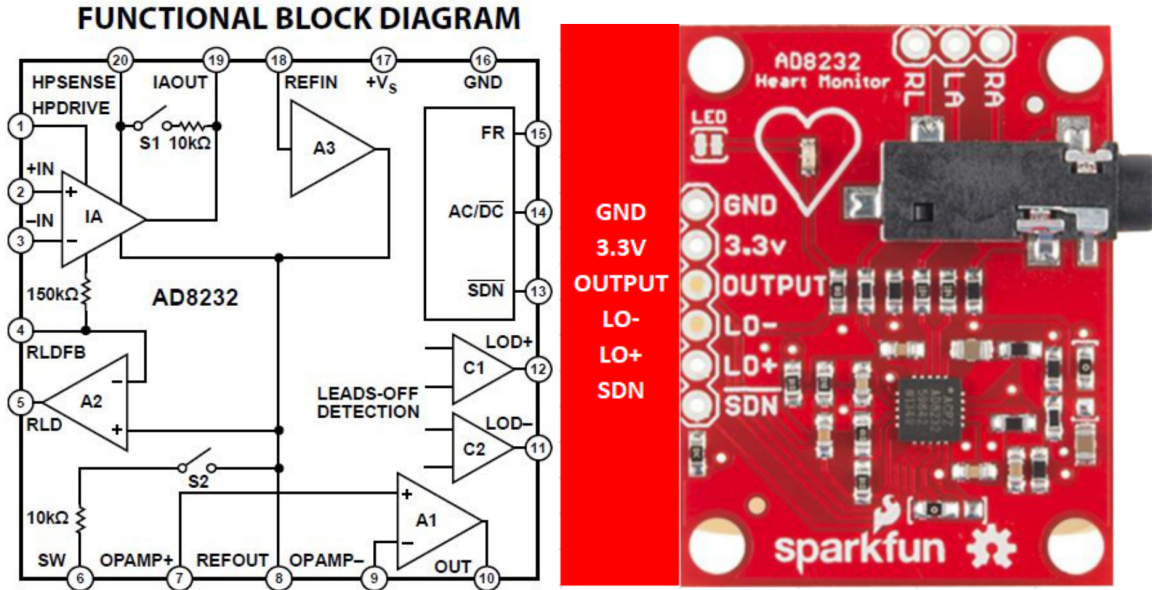 FUNCTIONAL BLOCK DIAGRAM
20
19
18
17
16
HPSENSE
IAOUT
REFIN
+VS
GND
HPDRIVE
1
S1
10kΩ
A3
FR
15
+IN
2
+
IA
–IN
3
–
AC/DC
14
150kΩ
AD8232
SDN
13
4
RLDFB
–
A2
+
5
RLD
LEADS-OFF
DETECTION
C1
LOD+
12
C2
LOD–
11
S2
10kΩ
+
A1
–
SW
OPAMP+
REFOUT
OPAMP–
OUT
6
7
8
9
10
GND
3.3V
OUTPUT
LO-
LO+
SDN
AD8232
Heart Monitor
RL
LA
RA
LED
GND
3.3v
OUTPUT
LO-
LO+
SDN
sparkfun